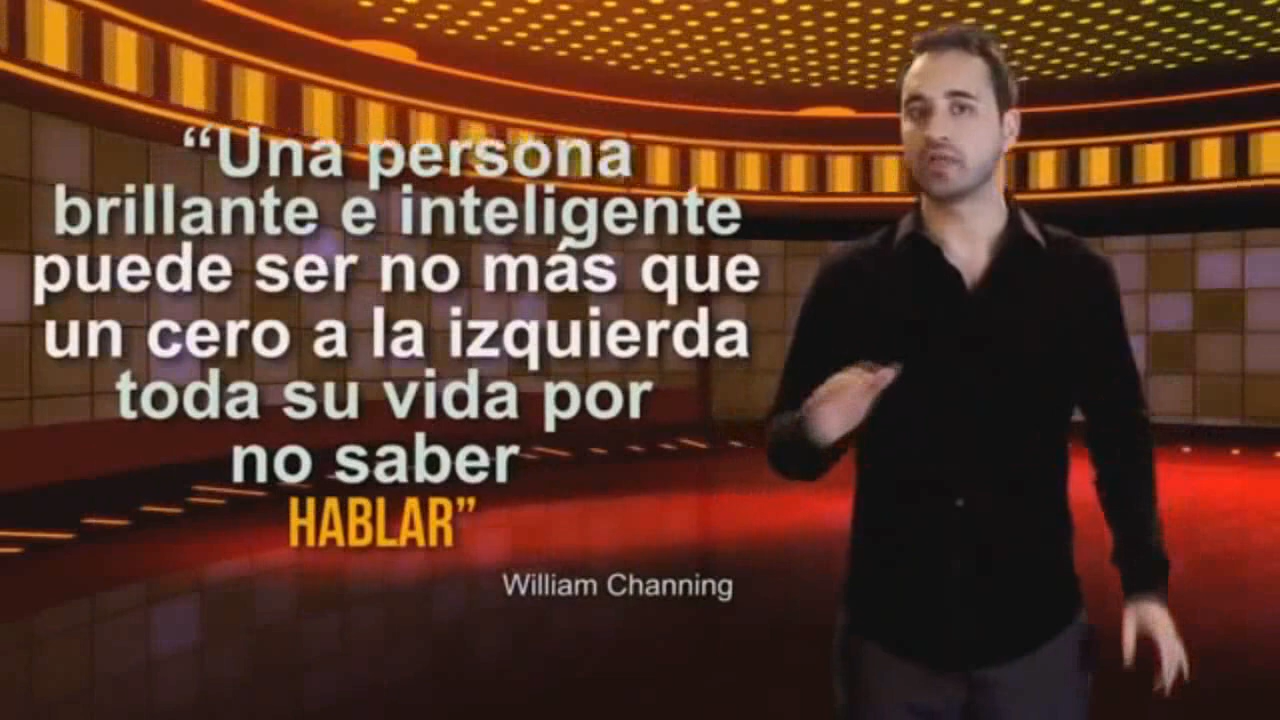 “Una persona
brillante e inteligente
puede ser no más que
un cero a la izquierda
toda su vida por
no saber
HABLAR”
William Channing